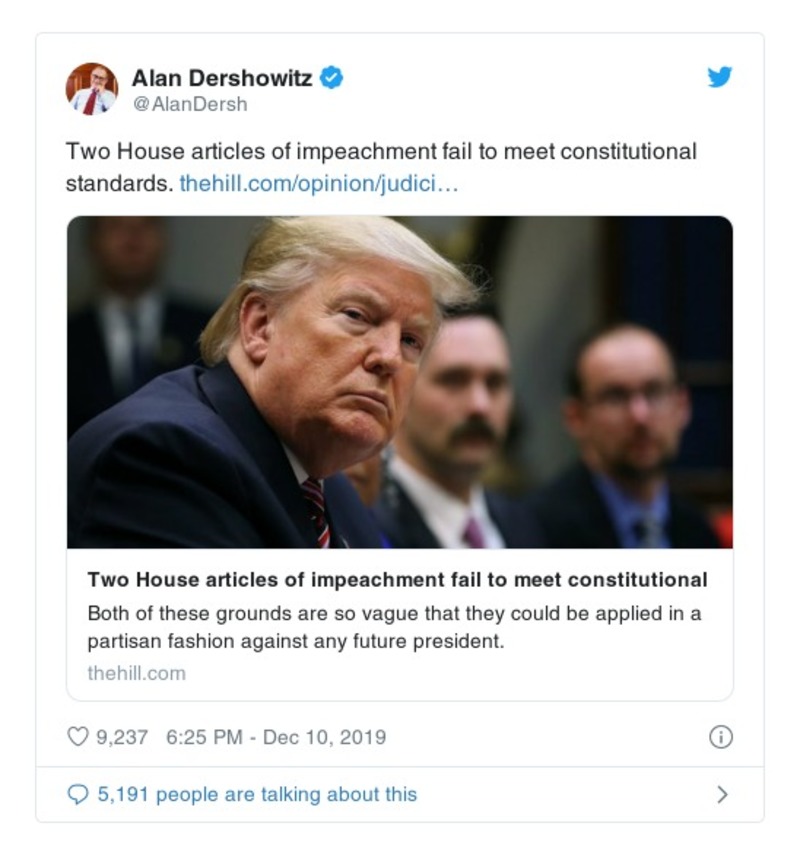 Alan Dershowitz
@AlanDersh
Two House articles of impeachment fail to meet constitutional
standards. thehill.com/opinion/judici…
Two House articles of impeachment fail to meet constitutional
Both of these grounds are so vague that they could be applied in a
partisan fashion against any future president.
thehill.com
9,237 6:25 PM - Dec 10, 2019
5,191 people are talking about this